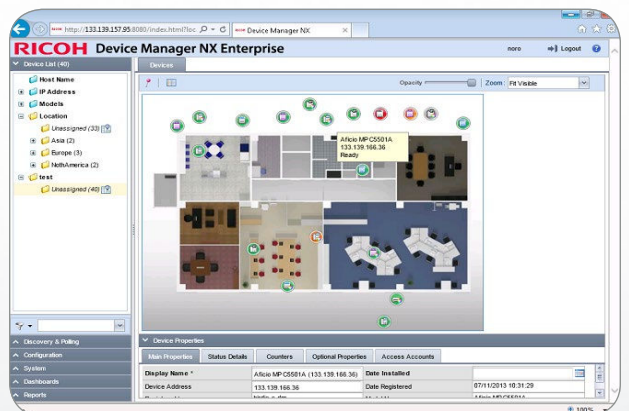 http://133.139.157.95:8080/index.html?loc
Device Manager NX
RICOH Device Manager NX Enterprise
noro
Logout
Device List (40)
Devices
Opacity
Zoom: Fit Visible
Host Name
IP Address
Models
Location
Unassigned (33)
Asia (2)
Europe (3)
NothAmerica (2)
test
Unassigned (40)
Aficio MP C5501A
133.139.166.36
Ready
Discovery & Polling
Configuration
System
Dashboards
Reports
Device Properties
Main Properties
Status Details
Counters
Optional Properties
Access Accounts
Display Name *
Aficio MP C5501A (133.139.166.36)
Date Installed
Device Address
133.139.166.36
Date Registered
07/11/2013 10:31:29
100%